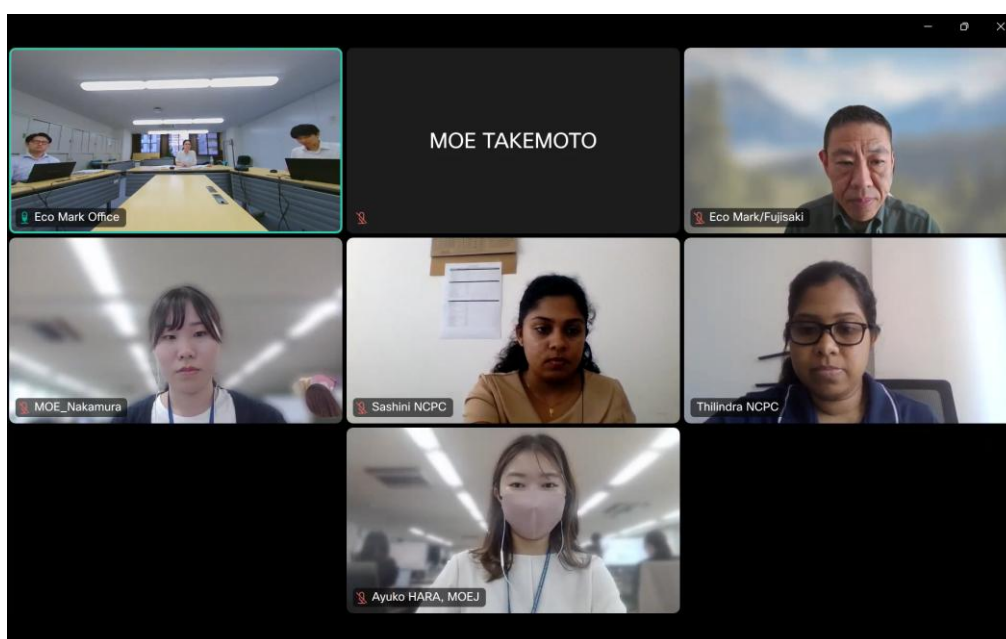 Eco Mark Office
MOE TAKEMOTO
Eco Mark/Fujisaki
MOE_Nakamura
Sashini NCPC
Thilindra NCPC
Ayuko HARA, MOEJ